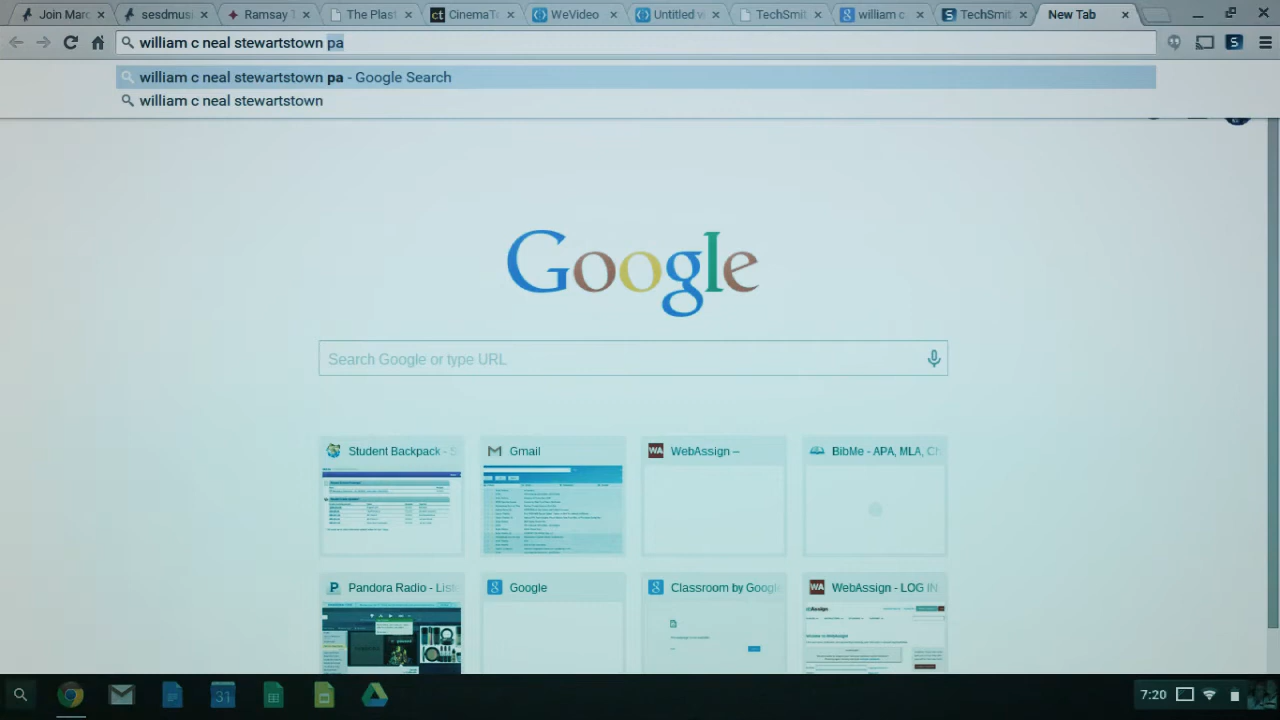 Join Marc
sesdmusi
Ramsay T
The Plast
CinemaTo
WeVideo
Untitled vi
TechSmit
william c
TechSmit
New Tab
william c neal stewartstown pa
william c neal stewartstown pa - Google Search
william c neal stewartstown
Google
Search Google or type URL
Student Backpack - S
Gmail
WebAssign –
BibMe - APA, MLA, Ch
Pandora Radio - List
Google
Classroom by Google
WebAssign - LOG IN
7:20